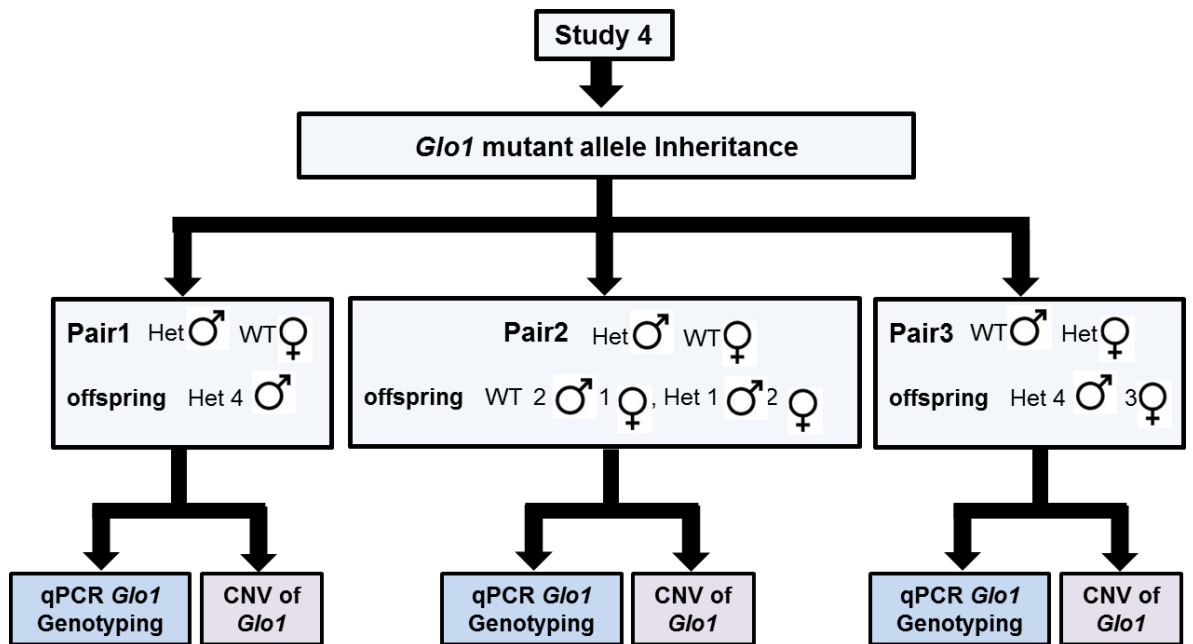 Study 4
Glo1 mutant allele Inheritance
Pair1 Het ♂ WT ♀
offspring Het 4 ♂
Pair2 Het ♂ WT ♀
offspring WT 2 ♂ 1 ♀, Het 1 ♂ 2 ♀
Pair3 WT ♂ Het ♀
offspring Het 4 ♂ 3 ♀
qPCR Glo1
Genotyping
CNV of
Glo1
qPCR Glo1
Genotyping
CNV of
Glo1
qPCR Glo1
Genotyping
CNV of
Glo1